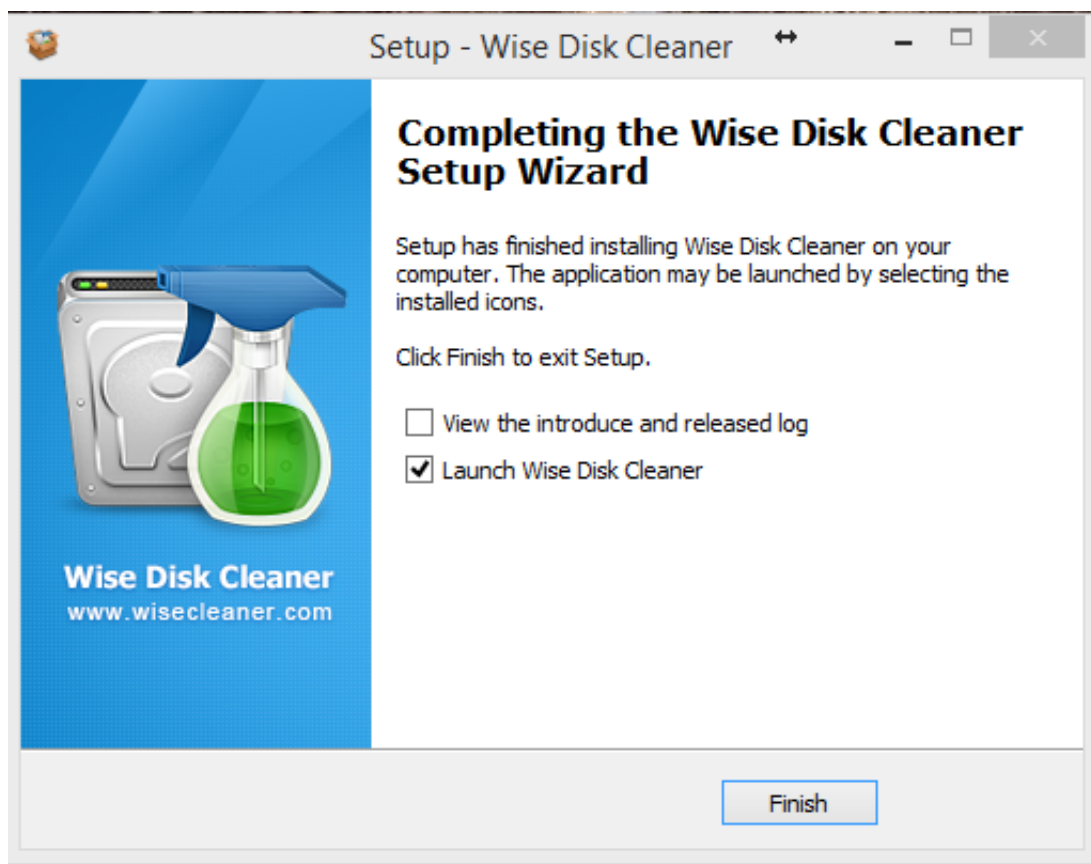 Setup - Wise Disk Cleaner
Completing the Wise Disk Cleaner
Setup Wizard
Setup has finished installing Wise Disk Cleaner on your
computer. The application may be launched by selecting the
installed icons.
Click Finish to exit Setup.
View the introduce and released log
Launch Wise Disk Cleaner
Wise Disk Cleaner
www.wisecleaner.com
Finish